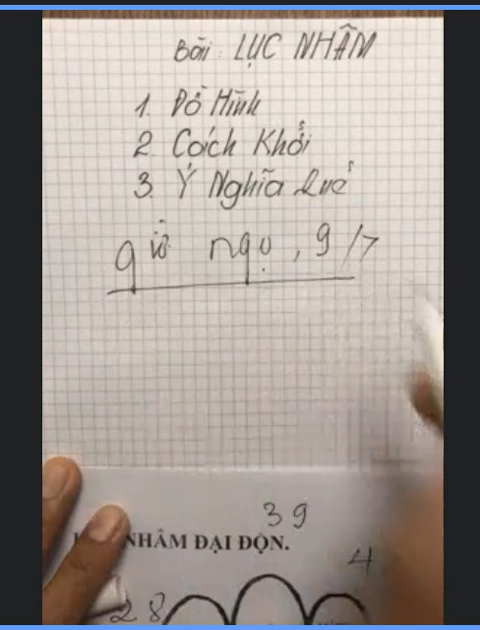 Bài: LỤC NHÂM
1. Đồ Hình
2. Cách Khởi
3. Ý Nghĩa Quẻ
giờ ngọ, 9/7
39
NHÂM ĐẠI ĐỘN.
4
28